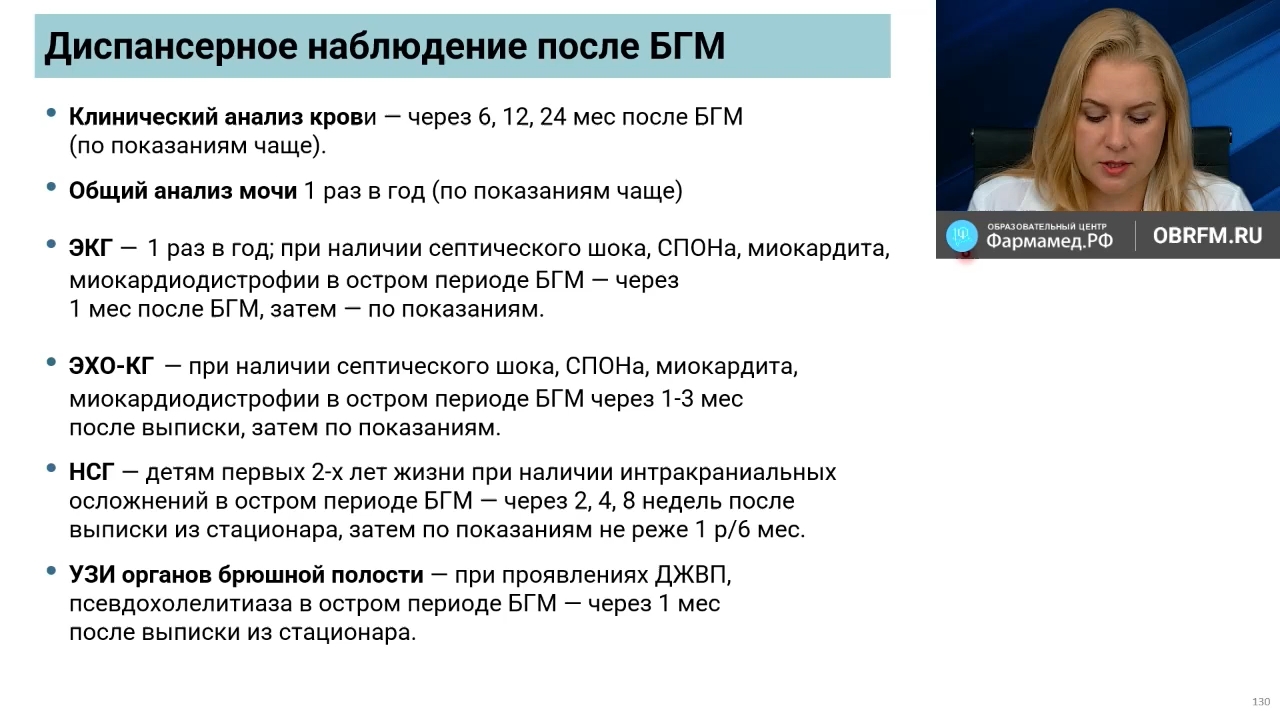 Диспансерное наблюдение после БГМ
• Клинический анализ крови — через 6, 12, 24 мес после БГМ
(по показаниям чаще).
• Общий анализ мочи 1 раз в год (по показаниям чаще)
• ЭКГ — 1 раз в год; при наличии септического шока, СПОНа, миокардита,
миокардиодистрофии в остром периоде БГМ — через
1 мес после БГМ, затем — по показаниям.
• ЭХО-КГ — при наличии септического шока, СПОНа, миокардита,
миокардиодистрофии в остром периоде БГМ через 1-3 мес
после выписки, затем по показаниям.
• НСГ — детям первых 2-х лет жизни при наличии интракраниальных
осложнений в остром периоде БГМ — через 2, 4, 8 недель после
выписки из стационара, затем по показаниям не реже 1 р/6 мес.
• УЗИ органов брюшной полости — при проявлениях ДЖВП,
псевдохолелитиаза в остром периоде БГМ — через 1 мес
после выписки из стационара.
ОБРАЗОВАТЕЛЬНЫЙ ЦЕНТР
Фармамед.РФ
OBRFM.RU
130